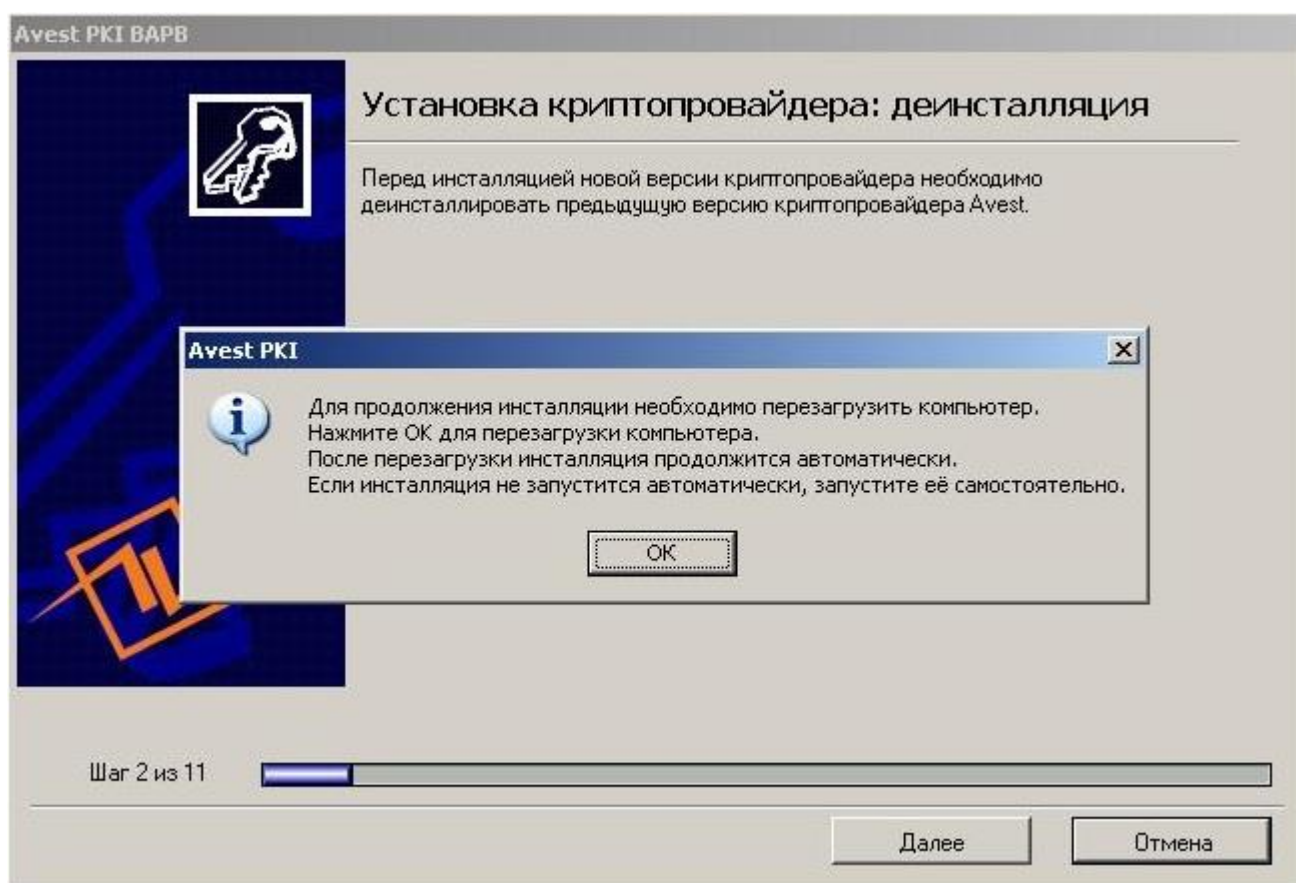 Avest PKI BAPB
Установка криптопровайдера: деинсталляция
Перед инсталляцией новой версии криптопровайдера необходимо
деинсталлировать предыдущую версию криптопровайдера Avest.
Avest PKI
Для продолжения инсталляции необходимо перезагрузить компьютер.
Нажмите ОК для перезагрузки компьютера.
После перезагрузки инсталляция продолжится автоматически.
Если инсталляция не запустится автоматически, запустите её самостоятельно.
ОК
Шаг 2 из 11
Далее
Отмена